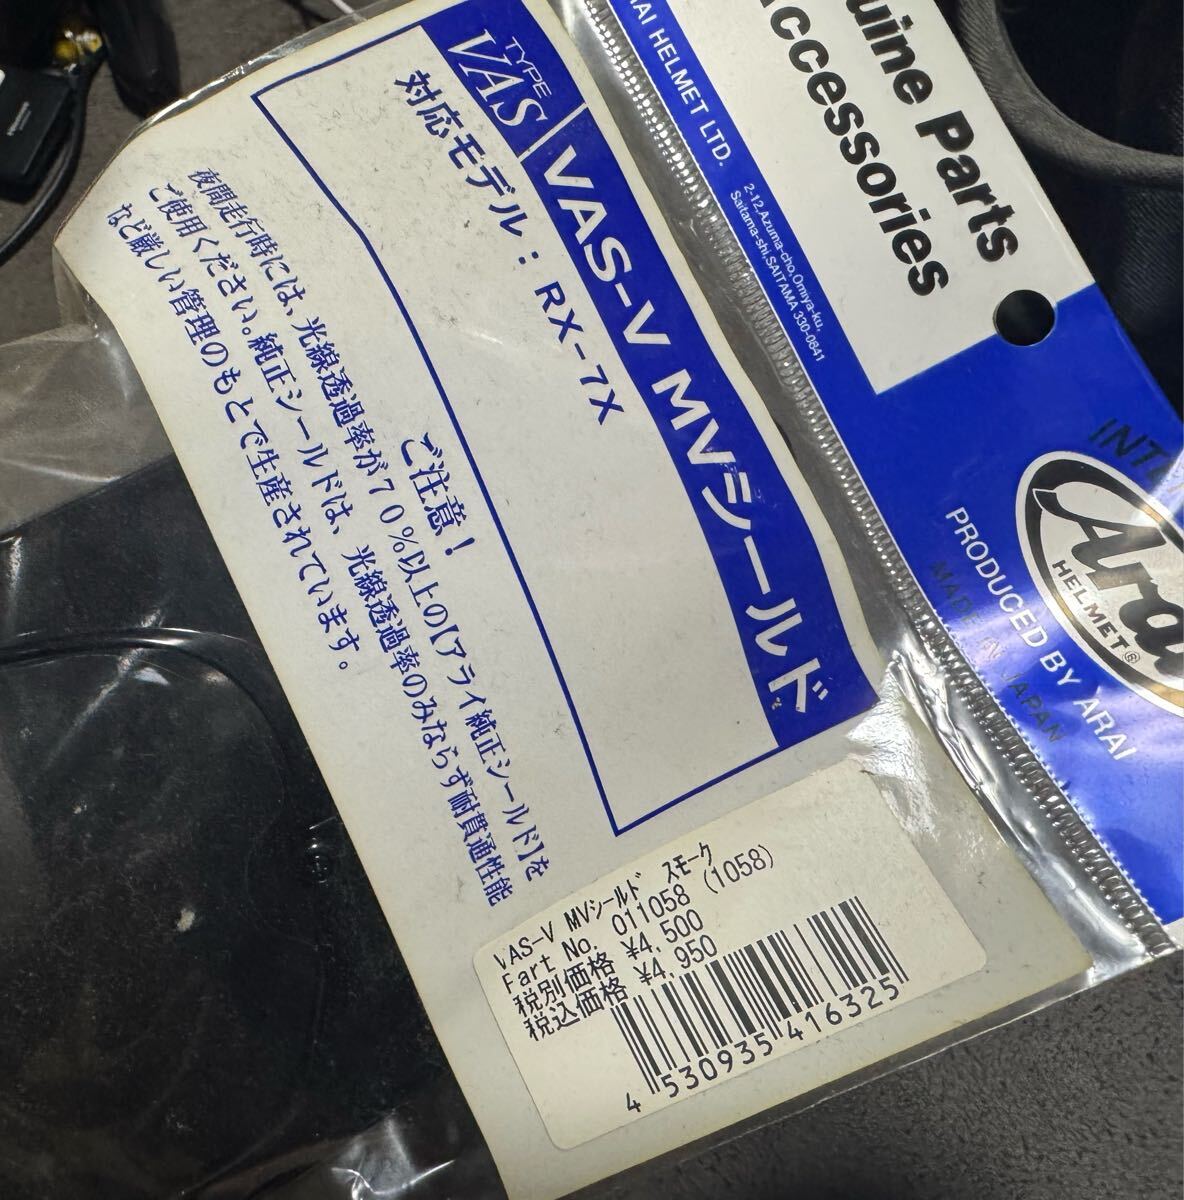 uine Parts
Accessories
RAI HELMET LTD.
2-12,Azuma-cho,Omiya-ku,
Saitama-shi,SAITAMA 330-0841
INTE
Arai
HELMET®
PRODUCED BY ARAI
MADE IN JAPAN
TYPE
VAS
VAS-V MVシールド
対応モデル：RX-7X
ご注意！
夜間走行時には、光線透過率が７０%以上の【アライ純正シールド】を
ご使用ください。純正シールドは、光線透過率のみならず耐貫通性能
など厳しい管理のもとで生産されています。
VAS-V MVシールド スモーク
Part No. 011058 (1058)
税別価格 ¥4,500
税込価格 ¥4,950
4 530935 416325